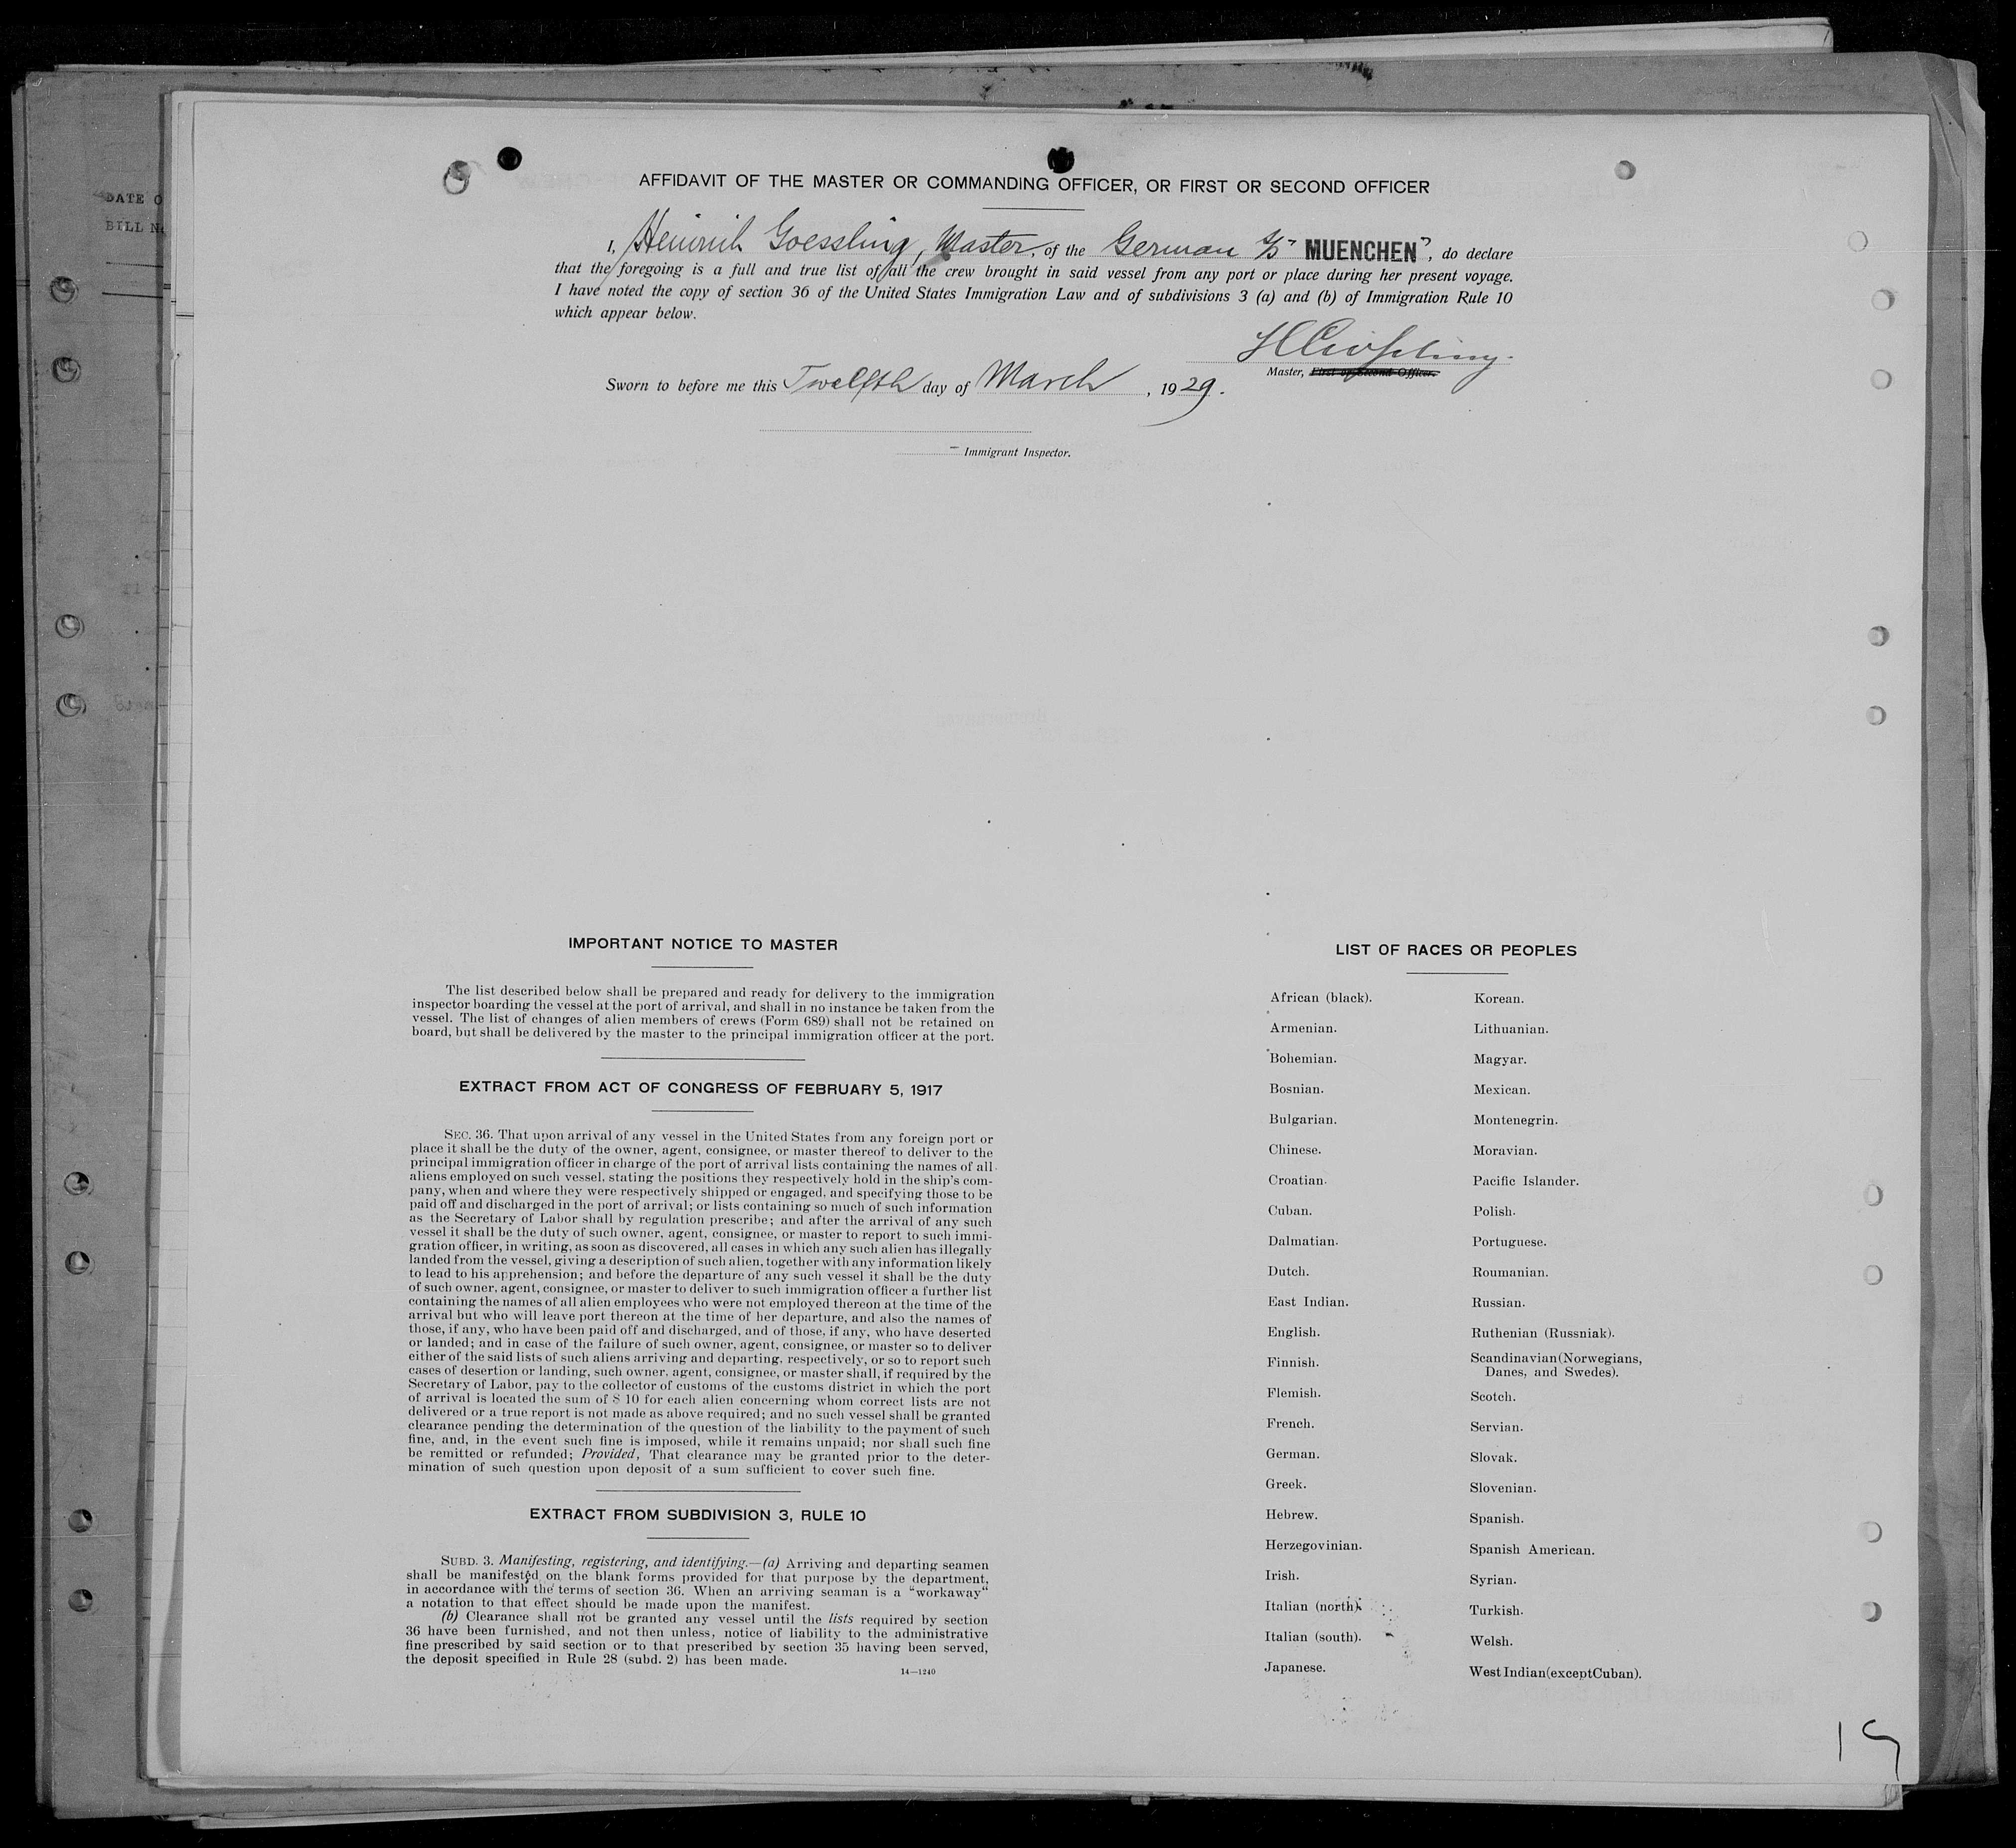 DATE O
BILL No
AFFIDAVIT OF THE MASTER OR COMMANDING OFFICER, OR FIRST OR SECOND OFFICER
I, Heinrich Goessling, Master, of the German S/S "MUENCHEN", do declare
that the foregoing is a full and true list of all the crew brought in said vessel from any port or place during her present voyage.
I have noted the copy of section 36 of the United States Immigration Law and of subdivisions 3 (a) and (b) of Immigration Rule 10
which appear below.
HGoessling.
Master, First or Second Officer.
Sworn to before me this Twelfth day of March, 1929.
Immigrant Inspector.
IMPORTANT NOTICE TO MASTER
The list described below shall be prepared and ready for delivery to the immigration
inspector boarding the vessel at the port of arrival, and shall in no instance be taken from the
vessel. The list of changes of alien members of crews (Form 689) shall not be retained on
board, but shall be delivered by the master to the principal immigration officer at the port.
EXTRACT FROM ACT OF CONGRESS OF FEBRUARY 5, 1917
SEC. 36. That upon arrival of any vessel in the United States from any foreign port or
place it shall be the duty of the owner, agent, consignee, or master thereof to deliver to the
principal immigration officer in charge of the port of arrival lists containing the names of all
aliens employed on such vessel, stating the positions they respectively hold in the ship's com-
pany, when and where they were respectively shipped or engaged, and specifying those to be
paid off and discharged in the port of arrival; or lists containing so much of such information
as the Secretary of Labor shall by regulation prescribe; and after the arrival of any such
vessel it shall be the duty of such owner, agent, consignee, or master to report to such immi-
gration officer, in writing, as soon as discovered, all cases in which any such alien has illegally
landed from the vessel, giving a description of such alien, together with any information likely
to lead to his apprehension; and before the departure of any such vessel it shall be the duty
of such owner, agent, consignee, or master to deliver to such immigration officer a further list
containing the names of all alien employees who were not employed thereon at the time of the
arrival but who will leave port thereon at the time of her departure, and also the names of
those, if any, who have been paid off and discharged, and of those, if any, who have deserted
or landed; and in case of the failure of such owner, agent, consignee, or master so to deliver
either of the said lists of such aliens arriving and departing, respectively, or so to report such
cases of desertion or landing, such owner, agent, consignee, or master shall, if required by the
Secretary of Labor, pay to the collector of customs of the customs district in which the port
of arrival is located the sum of $ 10 for each alien concerning whom correct lists are not
delivered or a true report is not made as above required; and no such vessel shall be granted
clearance pending the determination of the question of the liability to the payment of such
fine, and, in the event such fine is imposed, while it remains unpaid; nor shall such fine
be remitted or refunded; Provided, That clearance may be granted prior to the deter-
mination of such question upon deposit of a sum sufficient to cover such fine.
EXTRACT FROM SUBDIVISION 3, RULE 10
SUBD. 3. Manifesting, registering, and identifying.—(a) Arriving and departing seamen
shall be manifested on the blank forms provided for that purpose by the department,
in accordance with the terms of section 36. When an arriving seaman is a "workaway"
a notation to that effect should be made upon the manifest.
(b) Clearance shall not be granted any vessel until the lists required by section
36 have been furnished, and not then unless, notice of liability to the administrative
fine prescribed by said section or to that prescribed by section 35 having been served,
the deposit specified in Rule 28 (subd. 2) has been made.
14—1240
LIST OF RACES OR PEOPLES
African (black).
Armenian.
Bohemian.
Bosnian.
Bulgarian.
Chinese.
Croatian.
Cuban.
Dalmatian.
Dutch.
East Indian.
English.
Finnish.
Flemish.
French.
German.
Greek.
Hebrew.
Herzegovinian.
Irish.
Italian (north).
Italian (south).
Japanese.
Korean.
Lithuanian.
Magyar.
Mexican.
Montenegrin.
Moravian.
Pacific Islander.
Polish.
Portuguese.
Roumanian.
Russian.
Ruthenian (Russniak).
Scandinavian (Norwegians,
Danes, and Swedes).
Scotch.
Servian.
Slovak.
Slovenian.
Spanish.
Spanish American.
Syrian.
Turkish.
Welsh.
West Indian (except Cuban).
19